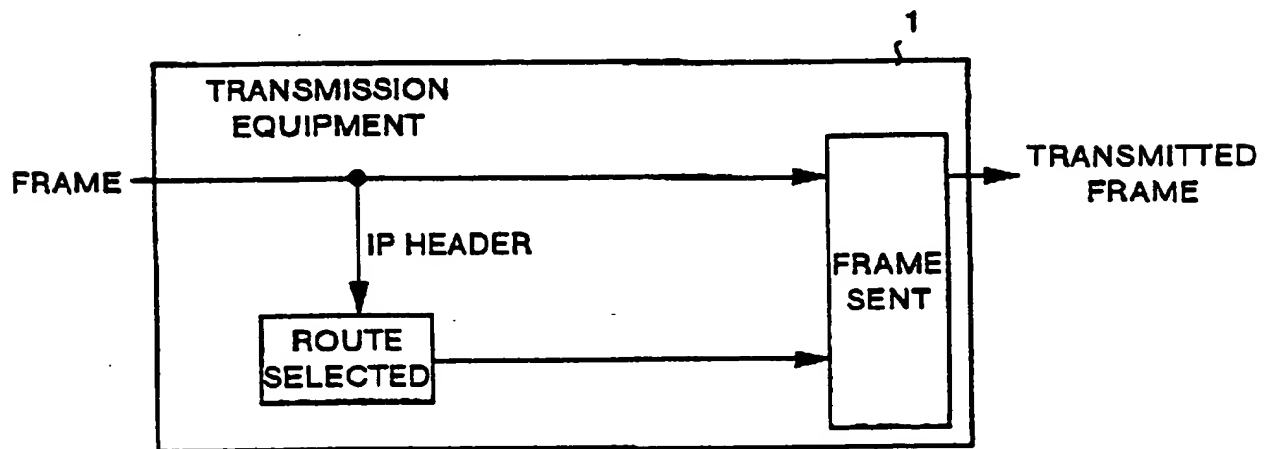 1
TRANSMISSION
EQUIPMENT
FRAME
TRANSMITTED
FRAME
IP HEADER
FRAME
SENT
ROUTE
SELECTED